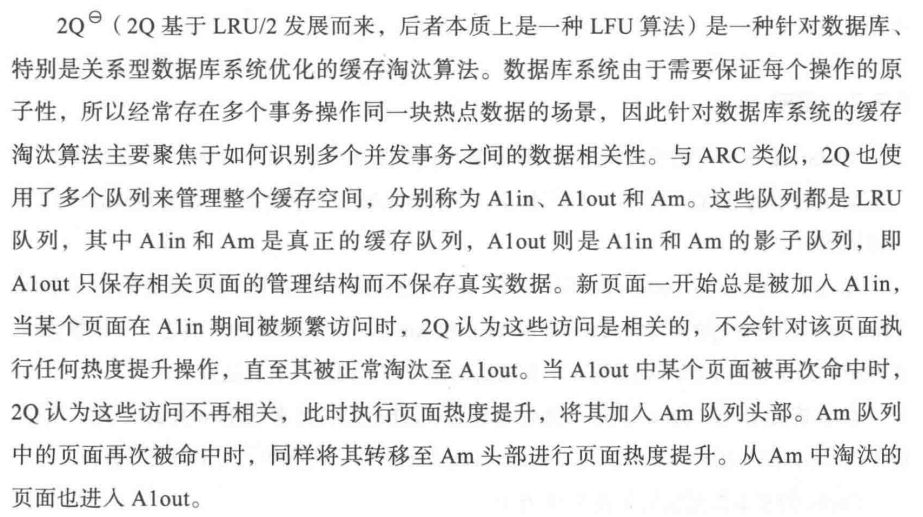 2Q⊖（2Q 基于 LRU/2 发展而来，后者本质上是一种 LFU 算法）是一种针对数据库、
特别是关系型数据库系统优化的缓存淘汰算法。数据库系统由于需要保证每个操作的原
子性，所以经常存在多个事务操作同一块热点数据的场景，因此针对数据库系统的缓存
淘汰算法主要聚焦于如何识别多个并发事务之间的数据相关性。与 ARC 类似，2Q 也使
用了多个队列来管理整个缓存空间，分别称为 A1in、A1out 和 Am。这些队列都是 LRU
队列，其中 A1in 和 Am 是真正的缓存队列，A1out 则是 A1in 和 Am 的影子队列，即
A1out 只保存相关页面的管理结构而不保存真实数据。新页面一开始总是被加入 A1in，
当某个页面在 A1in 期间被频繁访问时，2Q 认为这些访问是相关的，不会针对该页面执
行任何热度提升操作，直至其被正常淘汰至 A1out。当 A1out 中某个页面被再次命中时，
2Q 认为这些访问不再相关，此时执行页面热度提升，将其加入 Am 队列头部。Am 队列
中的页面再次被命中时，同样将其转移至 Am 头部进行页面热度提升。从 Am 中淘汰的
页面也进入 A1out。